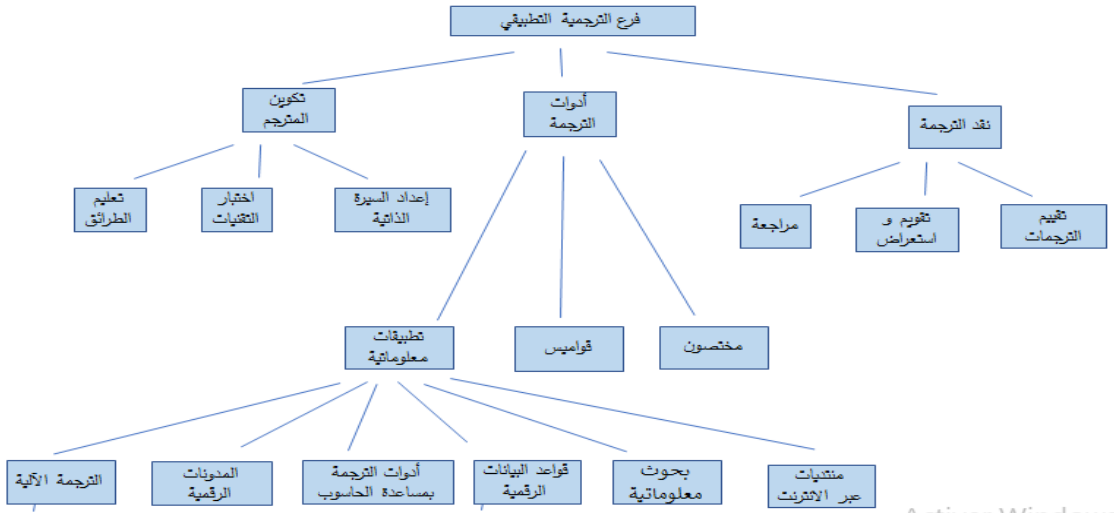 فرع الترجمية التطبيقي
نقد الترجمة
أدوات
الترجمة
تكوين
المترجم
تقييم
الترجمات
تقويم و
استعراض
مراجعة
إعداد السيرة
الذاتية
اختبار
التقنيات
تعليم
الطرائق
مختصون
قواميس
تطبيقات
معلوماتية
منتديات
عبر الانترنت
بحوث
معلوماتية
قواعد البيانات
الرقمية
أدوات الترجمة
بمساعدة الحاسوب
المدونات
الرقمية
الترجمة الآلية